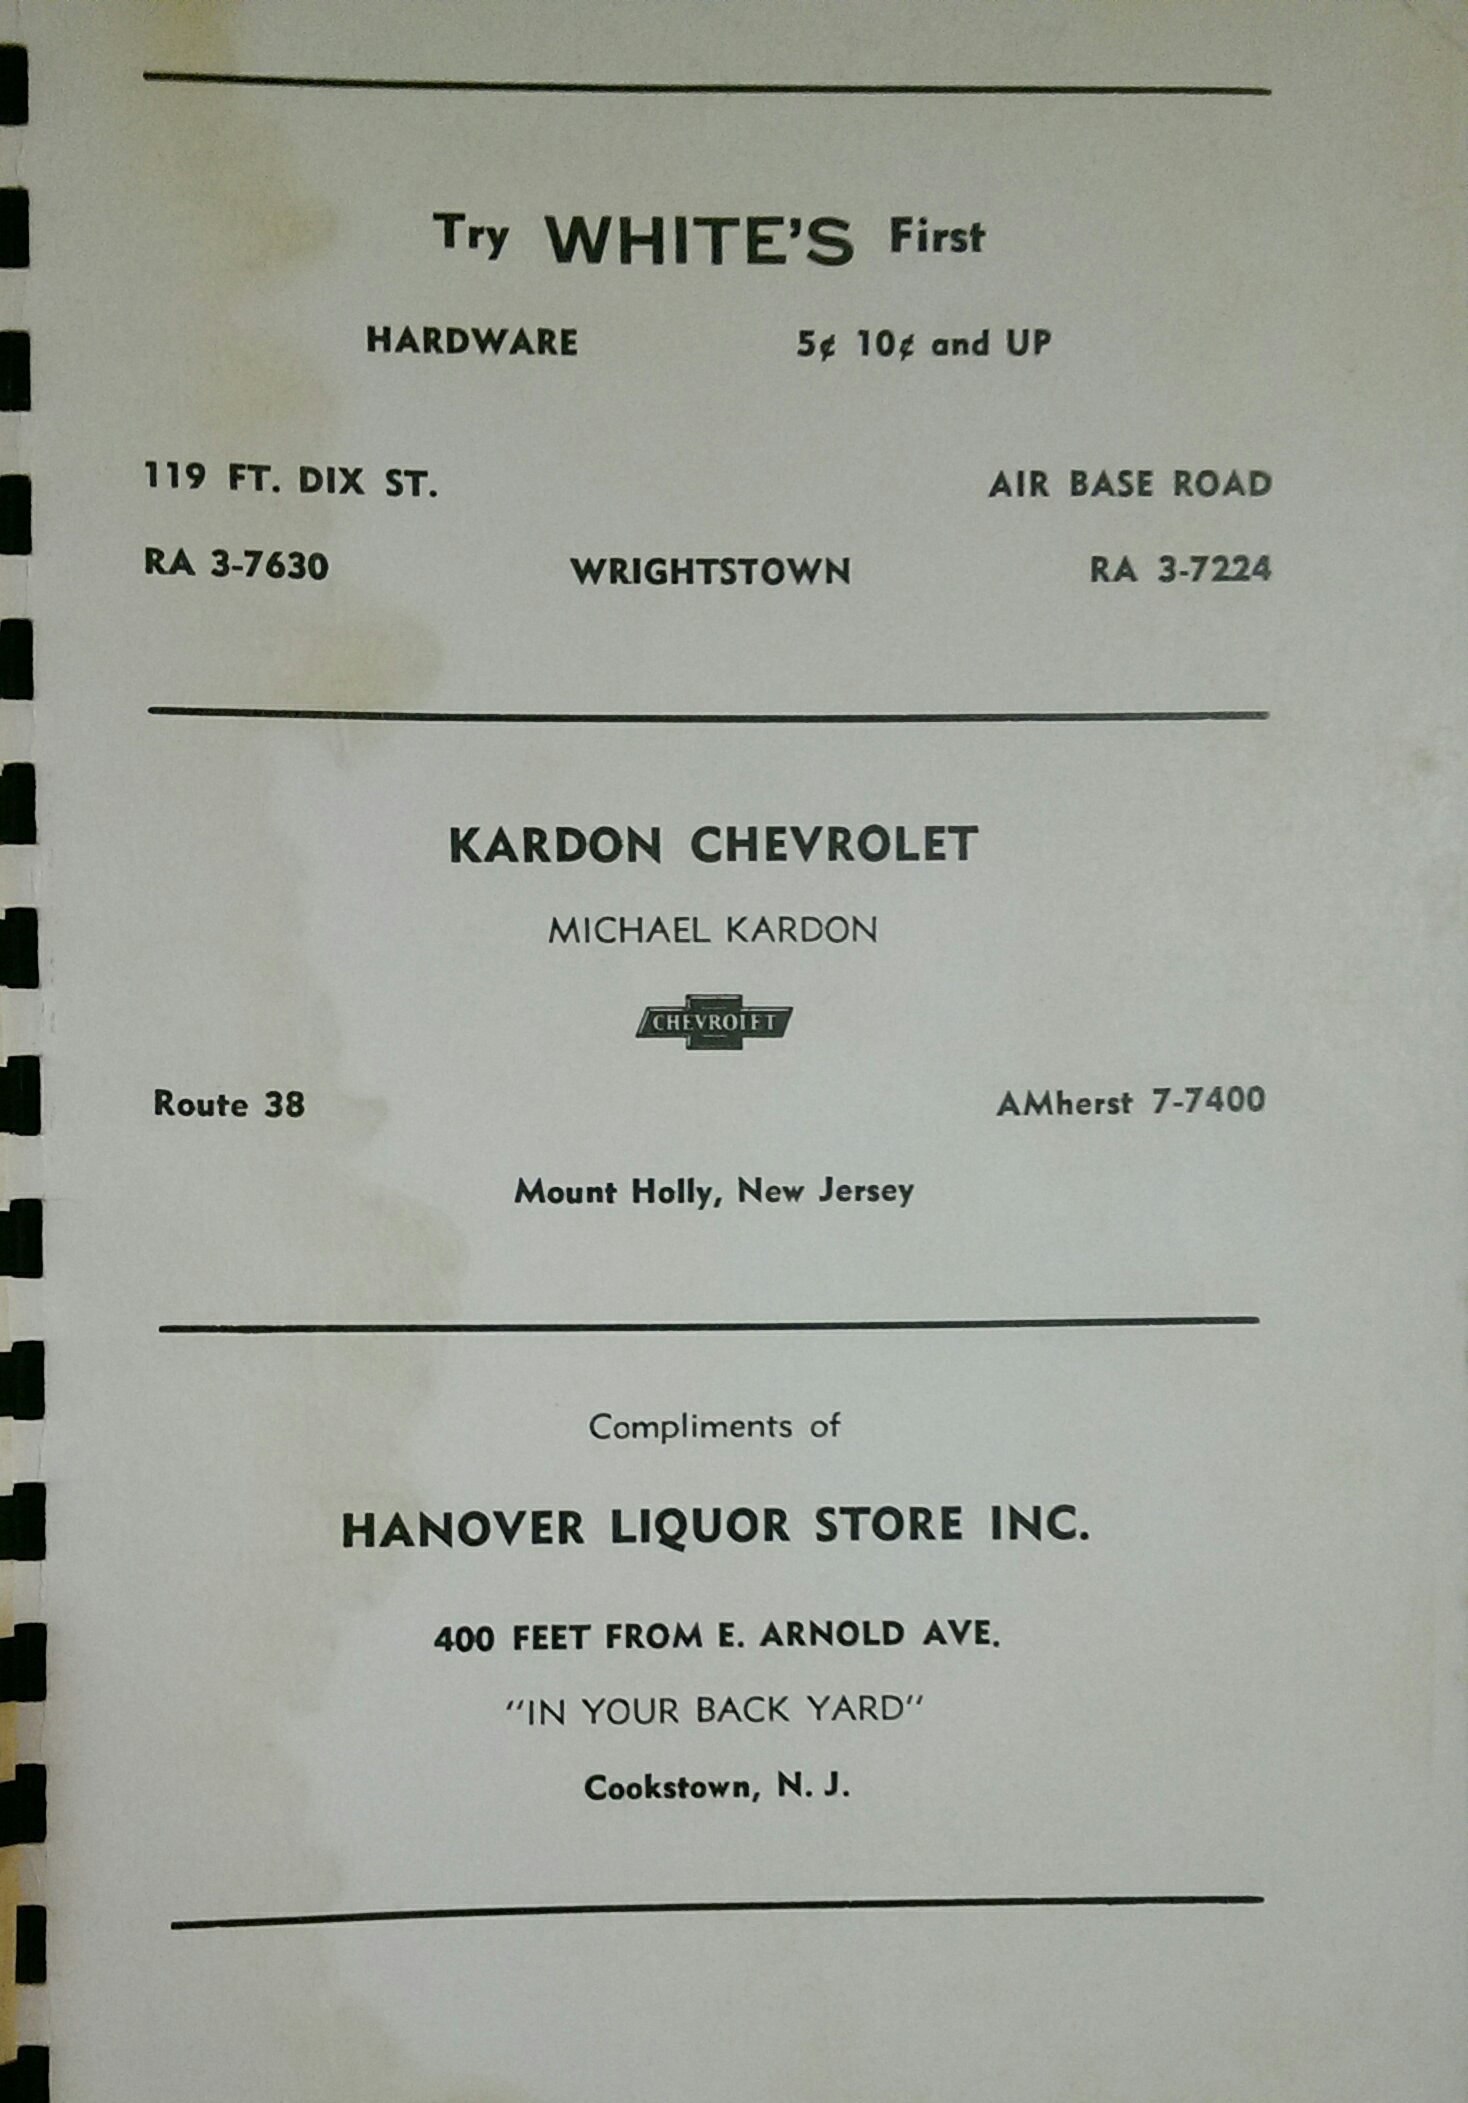 Try WHITE'S First
HARDWARE 5¢ 10¢ and UP
119 FT. DIX ST. AIR BASE ROAD
RA 3-7630 WRIGHTSTOWN RA 3-7224
KARDON CHEVROLET
MICHAEL KARDON
CHEVROLET
Route 38 AMherst 7-7400
Mount Holly, New Jersey
Compliments of
HANOVER LIQUOR STORE INC.
400 FEET FROM E. ARNOLD AVE.
"IN YOUR BACK YARD"
Cookstown, N. J.